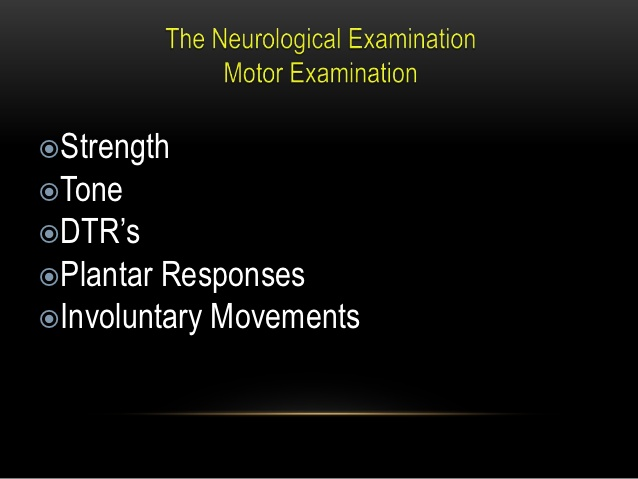 The Neurological Examination
Motor Examination
Strength
Tone
DTR’s
Plantar Responses
Involuntary Movements